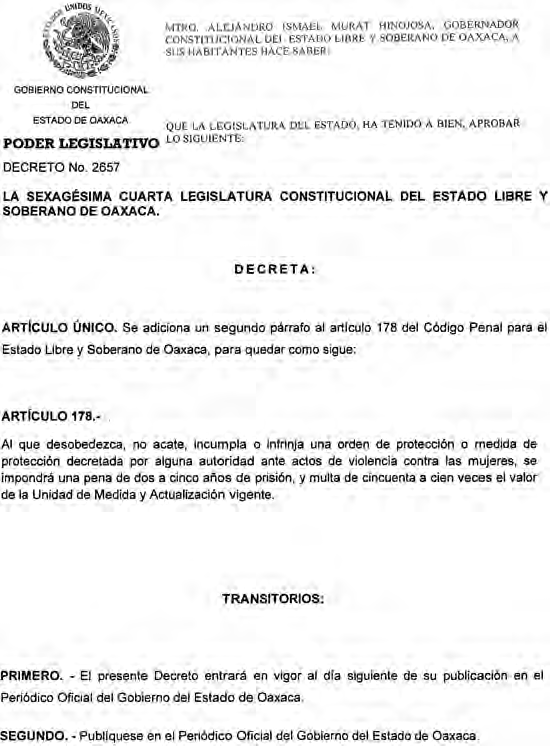 UNIDOS MEXICANOS
MTRO. ALEJANDRO ISMAEL MURAT HINOJOSA, GOBERNADOR
CONSTITUCIONAL DEL ESTADO LIBRE Y SOBERANO DE OAXACA, A
SUS HABITANTES HACE SABER:
GOBIERNO CONSTITUCIONAL
DEL
ESTADO DE OAXACA
PODER LEGISLATIVO
QUE LA LEGISLATURA DEL ESTADO, HA TENIDO A BIEN, APROBAR
LO SIGUIENTE:
DECRETO No. 2657
LA SEXAGÉSIMA CUARTA LEGISLATURA CONSTITUCIONAL DEL ESTADO LIBRE Y
SOBERANO DE OAXACA.
DECRETA:
ARTÍCULO ÚNICO. Se adiciona un segundo párrafo al artículo 178 del Código Penal para el
Estado Libre y Soberano de Oaxaca, para quedar como sigue:
ARTÍCULO 178.-
Al que desobedezca, no acate, incumpla o infrinja una orden de protección o medida de
protección decretada por alguna autoridad ante actos de violencia contra las mujeres, se
impondrá una pena de dos a cinco años de prisión, y multa de cincuenta a cien veces el valor
de la Unidad de Medida y Actualización vigente.
TRANSITORIOS:
PRIMERO. - El presente Decreto entrará en vigor al día siguiente de su publicación en el
Periódico Oficial del Gobierno del Estado de Oaxaca.
SEGUNDO. - Publíquese en el Periódico Oficial del Gobierno del Estado de Oaxaca.